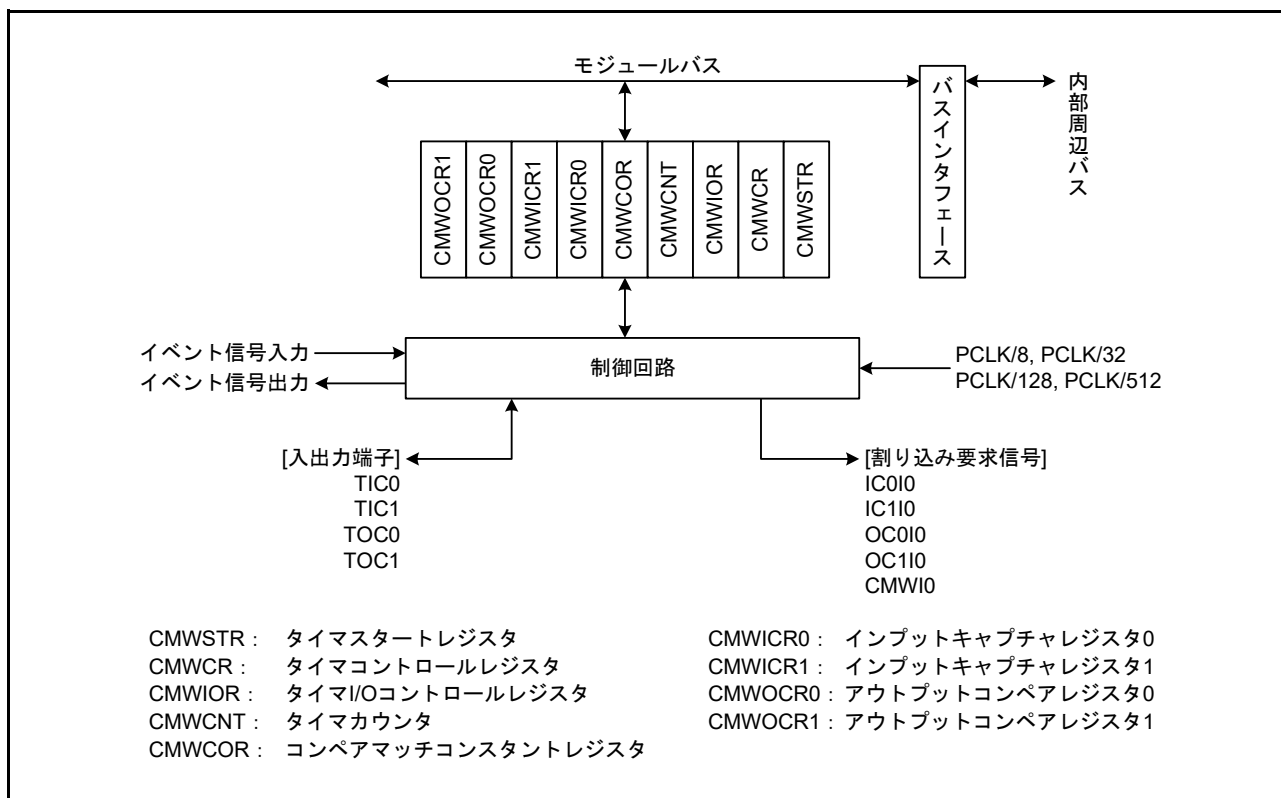 モジュールバス
バスインタフェース
内部周辺バス
CMWOCR1
CMWOCR0
CMWICR1
CMWICR0
CMWCOR
CMWCNT
CMWIOR
CMWCR
CMWSTR
イベント信号入力
イベント信号出力
制御回路
PCLK/8, PCLK/32
PCLK/128, PCLK/512
[入出力端子]
TIC0
TIC1
TOC0
TOC1
[割り込み要求信号]
IC0I0
IC1I0
OC0I0
OC1I0
CMWI0
CMWSTR : タイマスタートレジスタ
CMWCR : タイマコントロールレジスタ
CMWIOR : タイマI/Oコントロールレジスタ
CMWCNT : タイマカウンタ
CMWCOR : コンペアマッチコンスタントレジスタ
CMWICR0 : インプットキャプチャレジスタ0
CMWICR1 : インプットキャプチャレジスタ1
CMWOCR0 : アウトプットコンペアレジスタ0
CMWOCR1 : アウトプットコンペアレジスタ1